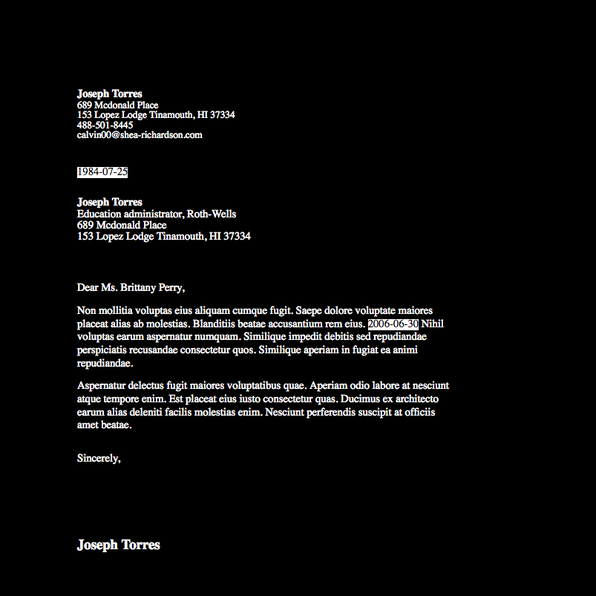 Joseph Torres
689 Mcdonald Place
153 Lopez Lodge Tinamouth, HI 37334
488-501-8445
calvin00@shea-richardson.com
1984-07-25
Joseph Torres
Education administrator, Roth-Wells
689 Mcdonald Place
153 Lopez Lodge Tinamouth, HI 37334
Dear Ms. Brittany Perry,
Non mollitia voluptas eius aliquam cumque fugit. Saepe dolore voluptate maiores
placeat alias ab molestias. Blanditiis beatae accusantium rem eius. 2006-06-30 Nihil
voluptas earum aspernatur numquam. Similique impedit debitis sed repudiandae
perspiciatis recusandae consectetur quos. Similique aperiam in fugiat ea animi
repudiandae.
Aspernatur delectus fugit maiores voluptatibus quae. Aperiam odio labore at nesciunt
atque tempore enim. Est placeat eius iusto consectetur quas. Ducimus ex architecto
earum alias deleniti facilis molestias enim. Nesciunt perferendis suscipit at officiis
amet beatae.
Sincerely,
Joseph Torres